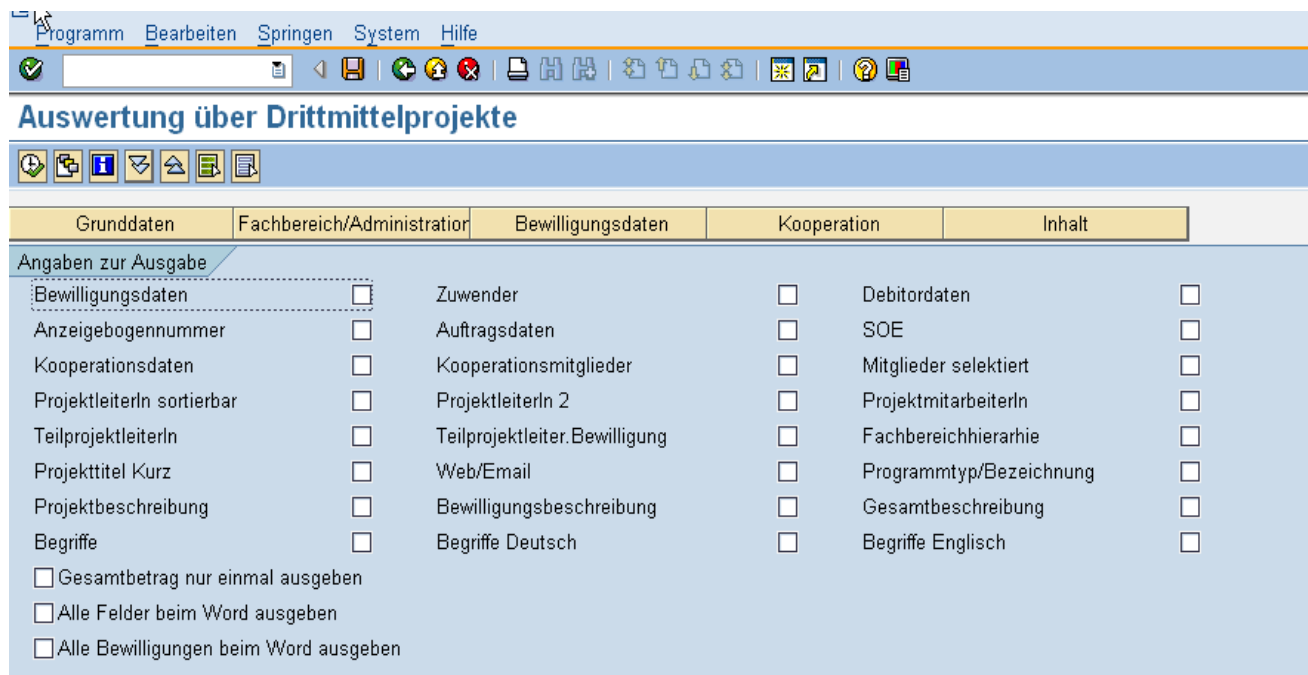 Programm Bearbeiten Springen System Hilfe
Auswertung über Drittmittelprojekte
Grunddaten Fachbereich/Administration Bewilligungsdaten Kooperation Inhalt
Angaben zur Ausgabe
Bewilligungsdaten Zuwender Debitordaten
Anzeigebogennummer Auftragsdaten SOE
Kooperationsdaten Kooperationsmitglieder Mitglieder selektiert
ProjektleiterIn sortierbar ProjektleiterIn 2 ProjektmitarbeiterIn
TeilprojektleiterIn Teilprojektleiter.Bewilligung Fachbereichhierarhie
Projekttitel Kurz Web/Email Programmtyp/Bezeichnung
Projektbeschreibung Bewilligungsbeschreibung Gesamtbeschreibung
Begriffe Begriffe Deutsch Begriffe Englisch
Gesamtbetrag nur einmal ausgeben
Alle Felder beim Word ausgeben
Alle Bewilligungen beim Word ausgeben